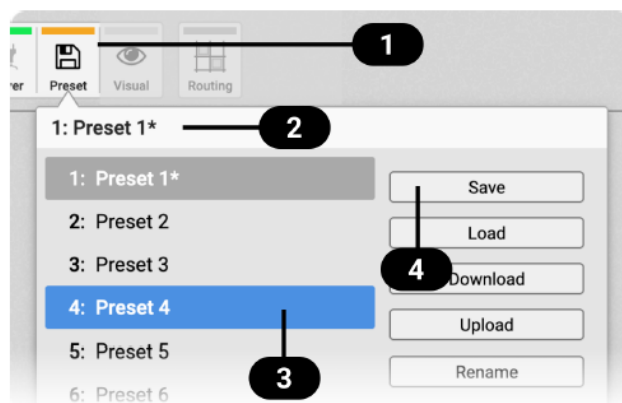 1
ver Preset Visual Routing
1: Preset 1*
2
1: Preset 1*
Save
2: Preset 2
Load
3: Preset 3
4
Download
4: Preset 4
Upload
5: Preset 5
3
Rename
6: Preset 6